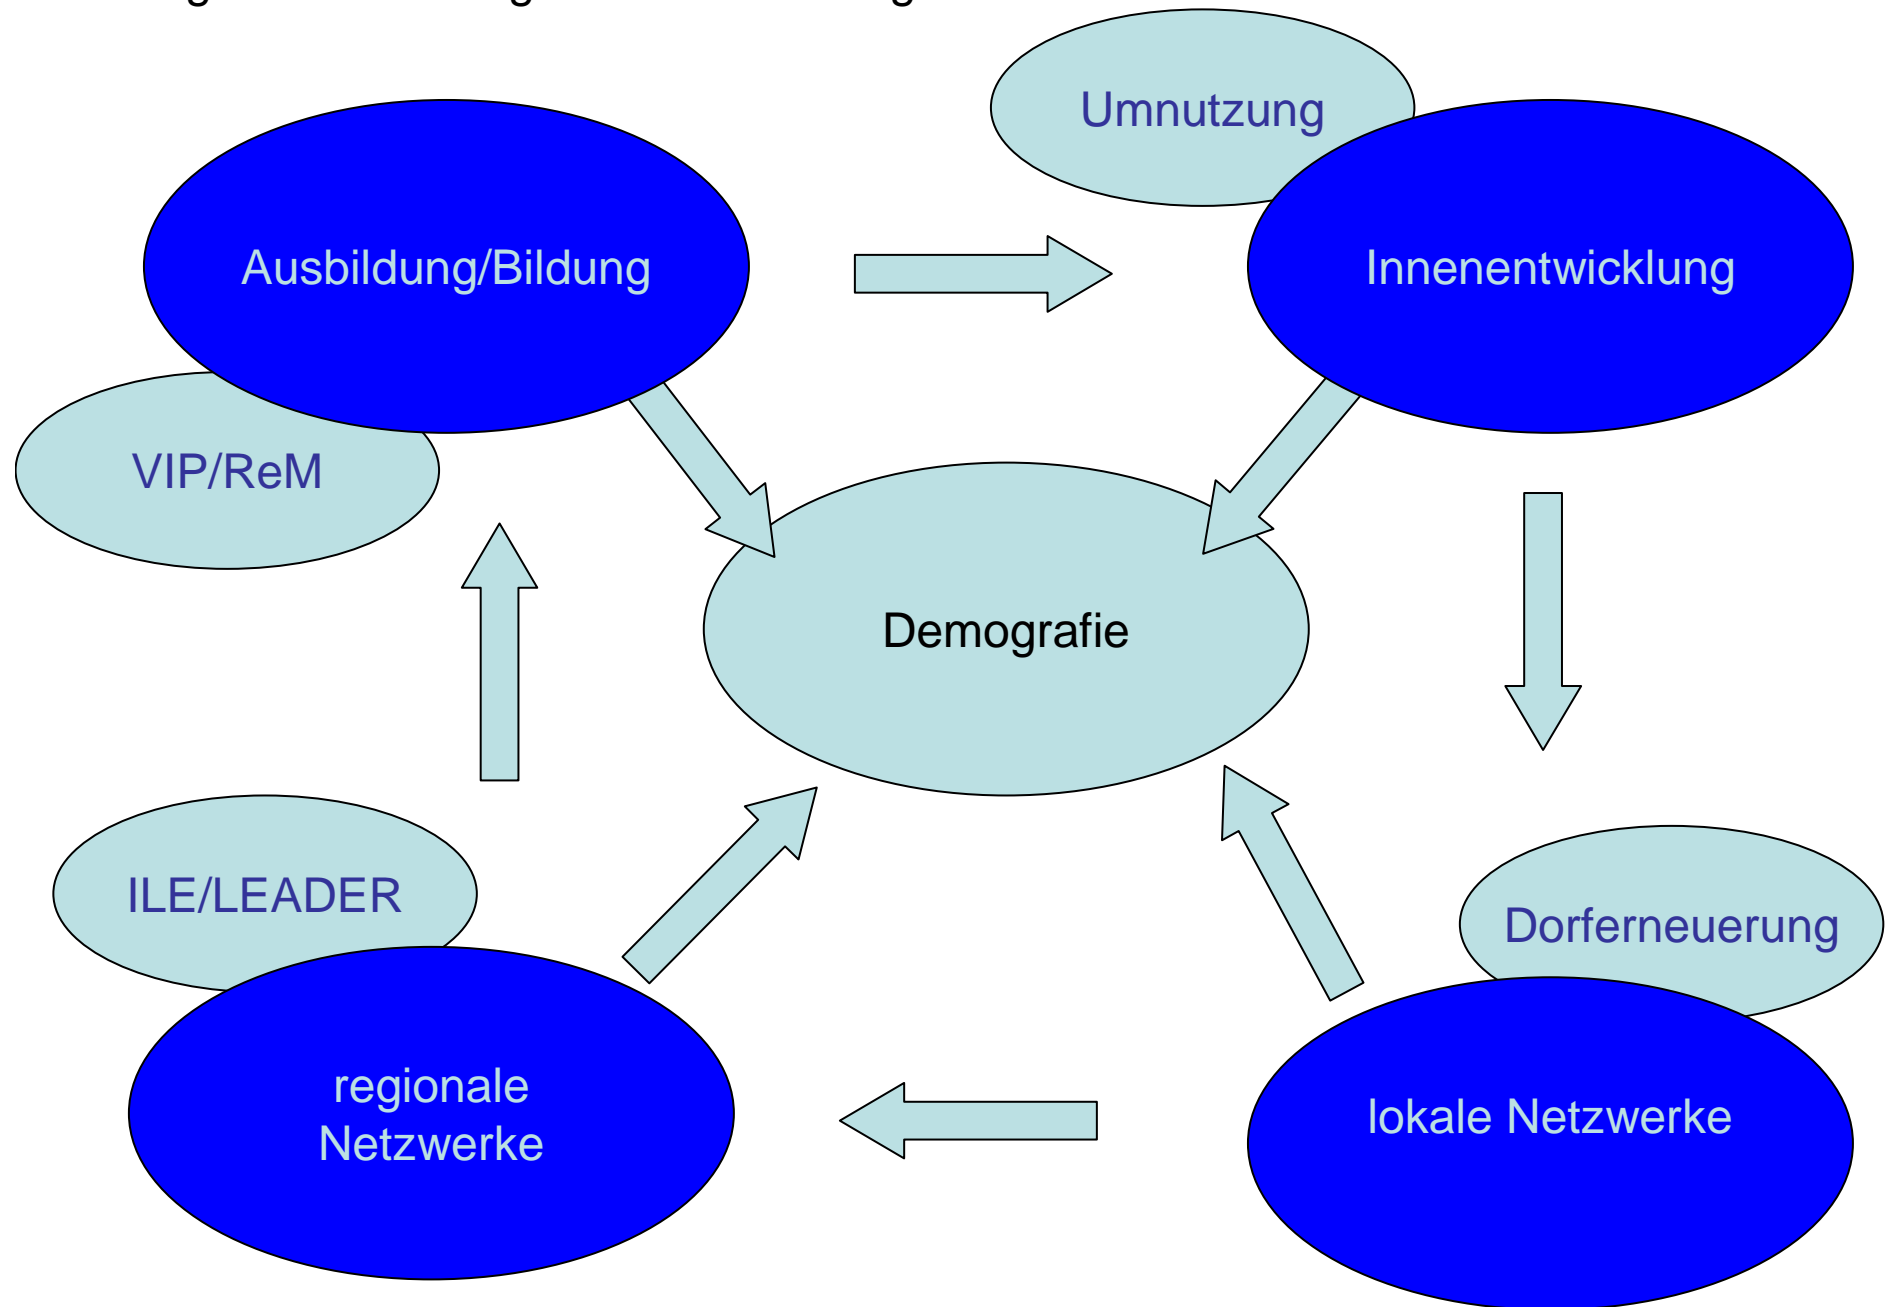 Umnutzung
Ausbildung/Bildung
Innenentwicklung
VIP/ReM
Demografie
ILE/LEADER
Dorferneuerung
regionale
Netzwerke
lokale Netzwerke